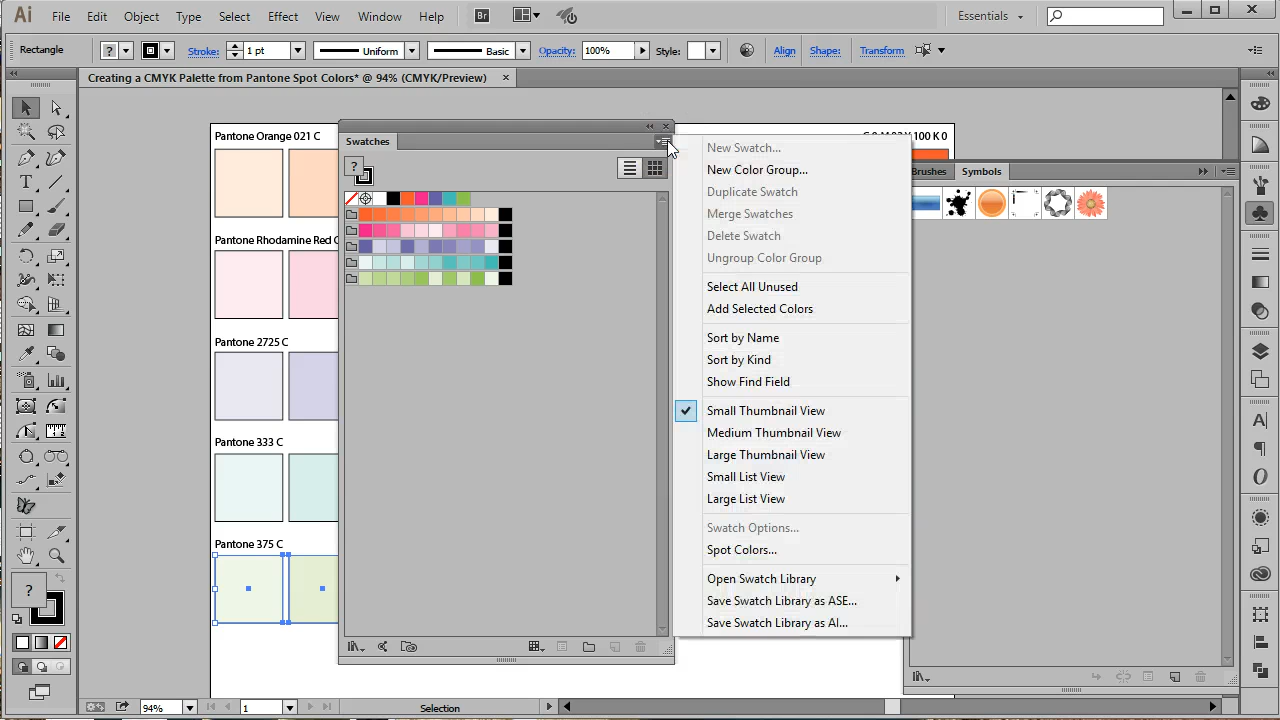 Ai File Edit Object Type Select Effect View Window Help Br Essentials
Rectangle ? Stroke: 1 pt Uniform Basic Opacity: 100% Style: Align Shape: Transform
Creating a CMYK Palette from Pantone Spot Colors* @ 94% (CMYK/Preview) ×
Pantone Orange 021 C
Swatches
?
Pantone Rhodamine Red C
Pantone 2725 C
Pantone 333 C
Pantone 375 C
New Swatch...
New Color Group...
Duplicate Swatch
Merge Swatches
Delete Swatch
Ungroup Color Group
Select All Unused
Add Selected Colors
Sort by Name
Sort by Kind
Show Find Field
Small Thumbnail View
Medium Thumbnail View
Large Thumbnail View
Small List View
Large List View
Swatch Options...
Spot Colors...
Open Swatch Library
Save Swatch Library as ASE...
Save Swatch Library as AI...
Brushes Symbols
?
94% 1 Selection